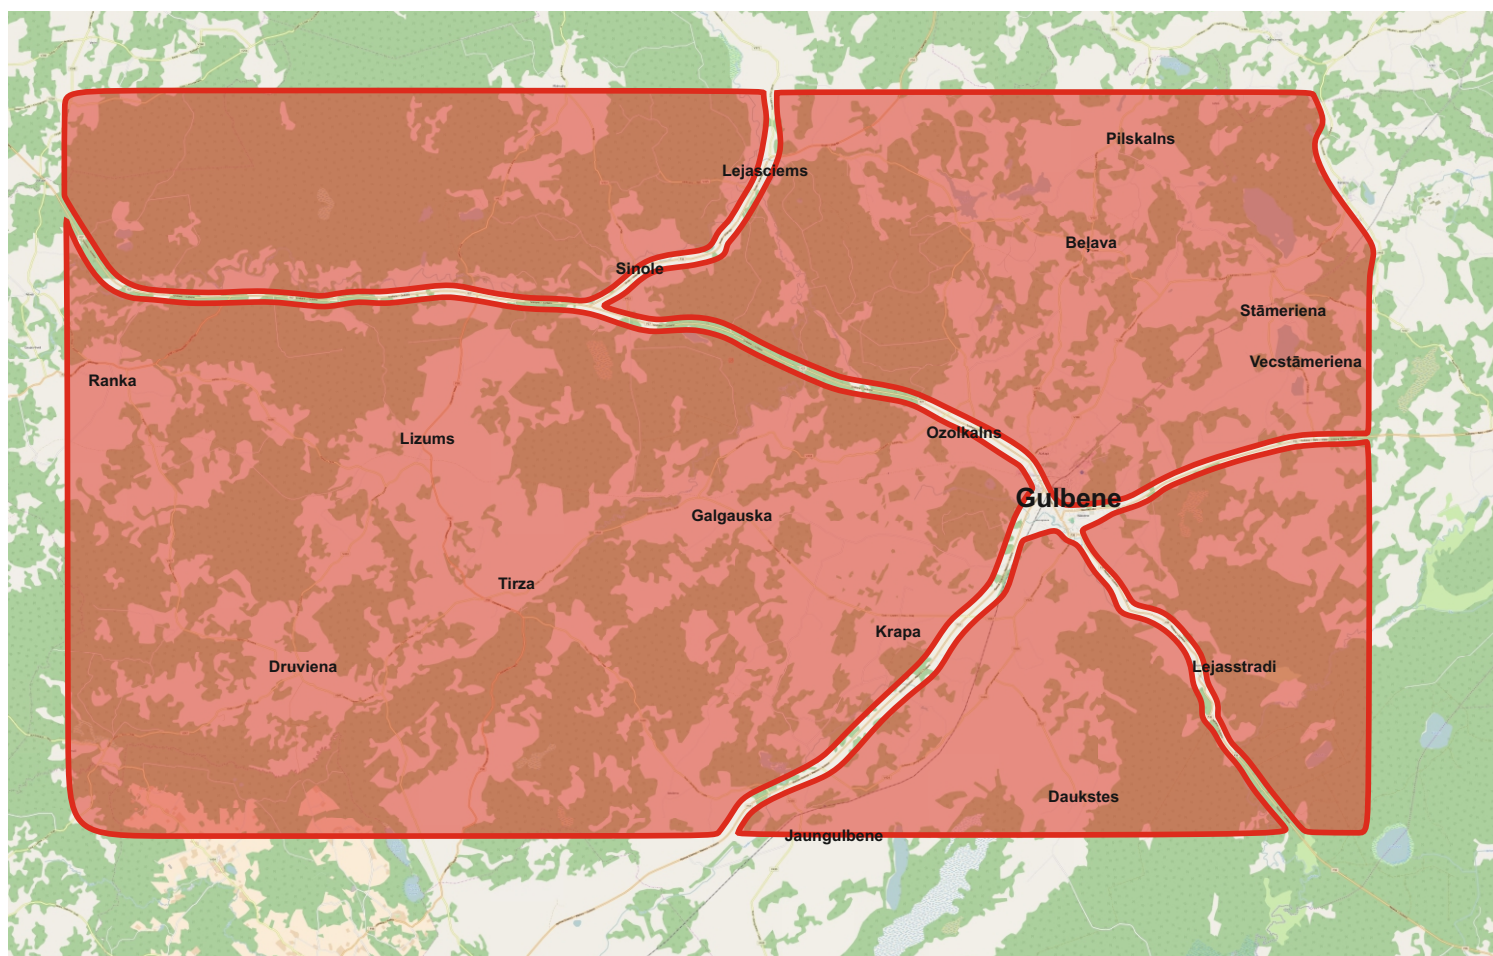 Pilskalns
Lejasciems
Beļava
Sinole
Stāmeriena
Vecstāmeriena
Ranka
Ozolkalns
Lizums
Gulbene
Galgauska
Tirza
Krapa
Druviena
Lejasstradi
Daukstes
Jaungulbene